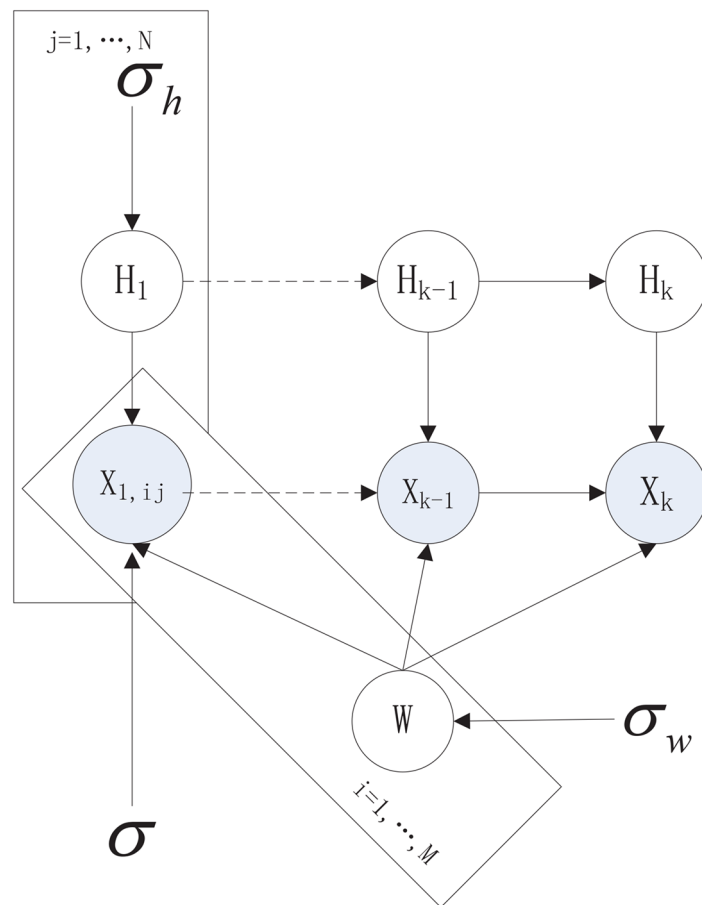 j=1, ⋯, N
σh
H1
Hk-1
Hk
X1, ij
Xk-1
Xk
W
σw
i=1, ⋯, M
σ